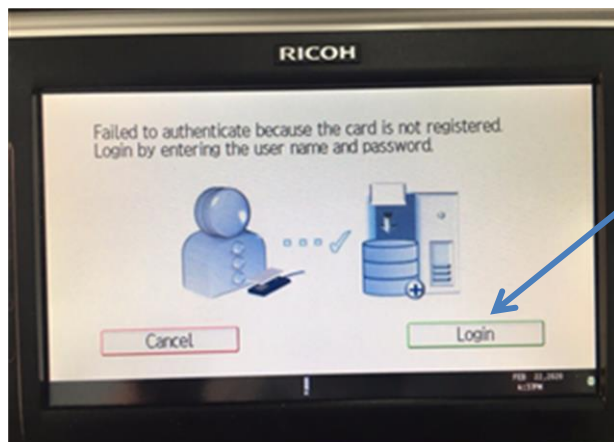 RICOH
Failed to authenticate because the card is not registered.
Login by entering the user name and password.
Cancel
Login